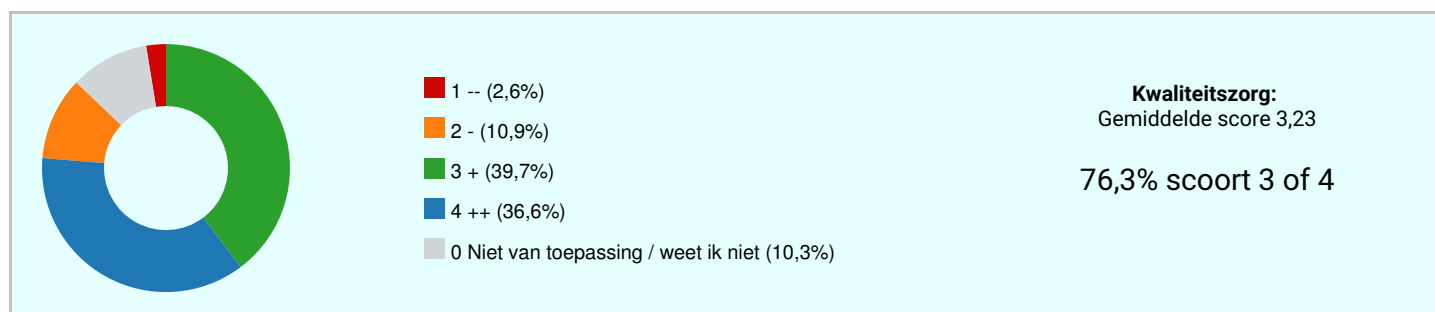 1 -- (2,6%)
2 - (10,9%)
3 + (39,7%)
4 ++ (36,6%)
0 Niet van toepassing / weet ik niet (10,3%)
Kwaliteitszorg:
Gemiddelde score 3,23
76,3% scoort 3 of 4